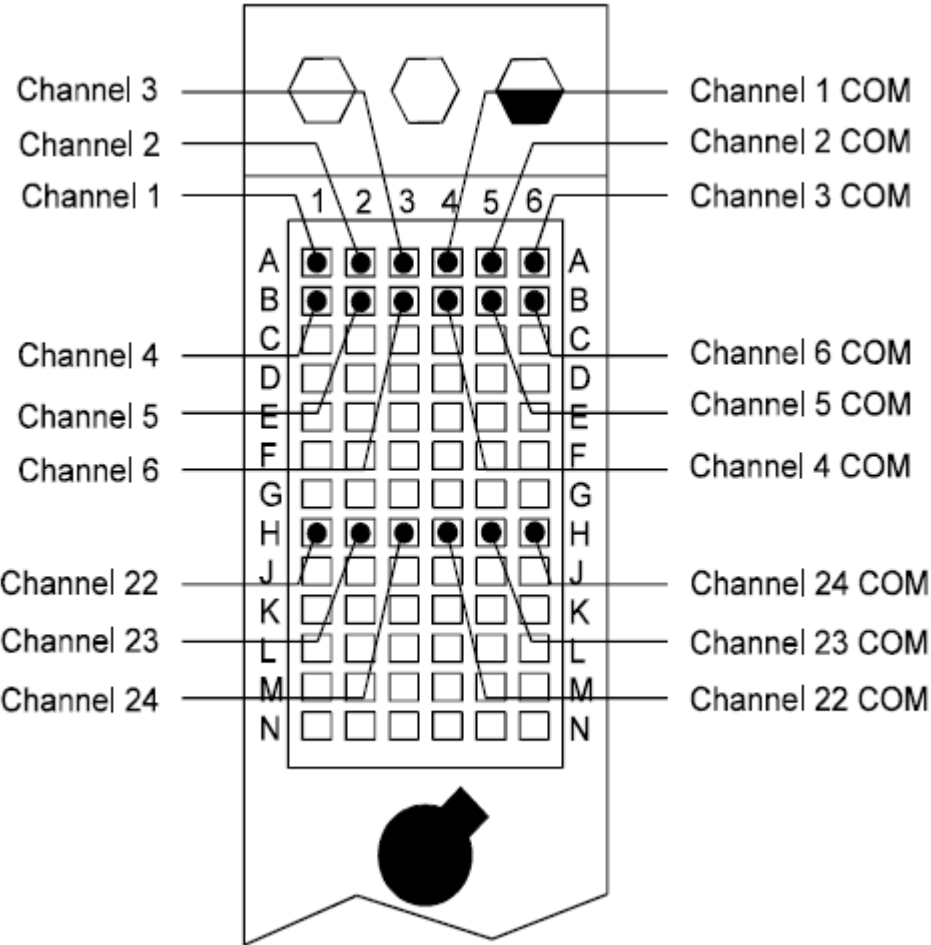 Channel 3
Channel 1 COM
Channel 2
Channel 2 COM
Channel 1
Channel 3 COM
1 2 3 4 5 6
A A
B B
C C
Channel 4
Channel 6 COM
D D
Channel 5
Channel 5 COM
E E
F F
Channel 6
Channel 4 COM
G G
H H
J J
Channel 22
Channel 24 COM
K K
Channel 23
Channel 23 COM
L L
M M
Channel 24
Channel 22 COM
N N